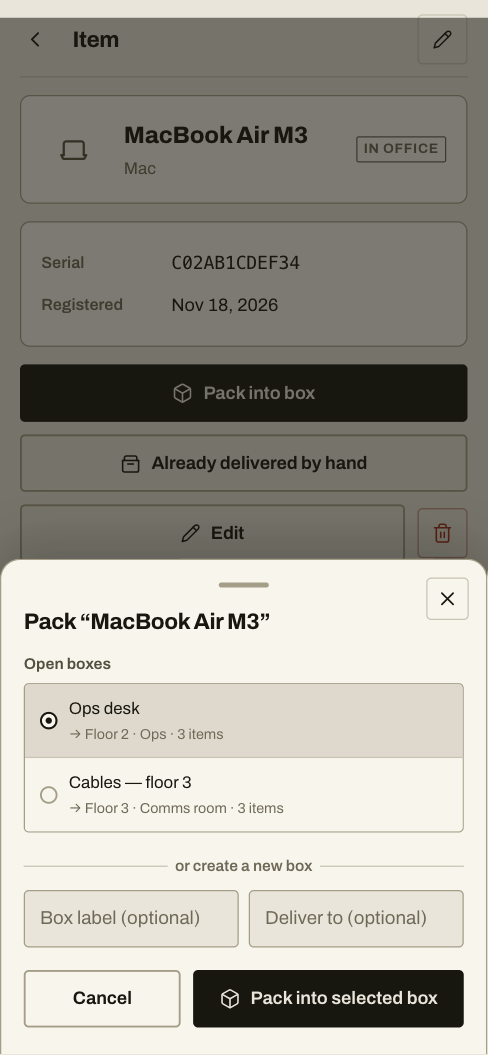 Item
MacBook Air M3
Mac
IN OFFICE
Serial C02AB1CDEF34
Registered Nov 18, 2026
Pack into box
Already delivered by hand
Edit
Pack “MacBook Air M3”
Open boxes
Ops desk
→ Floor 2 · Ops · 3 items
Cables — floor 3
→ Floor 3 · Comms room · 3 items
or create a new box
Box label (optional) Deliver to (optional)
Cancel Pack into selected box